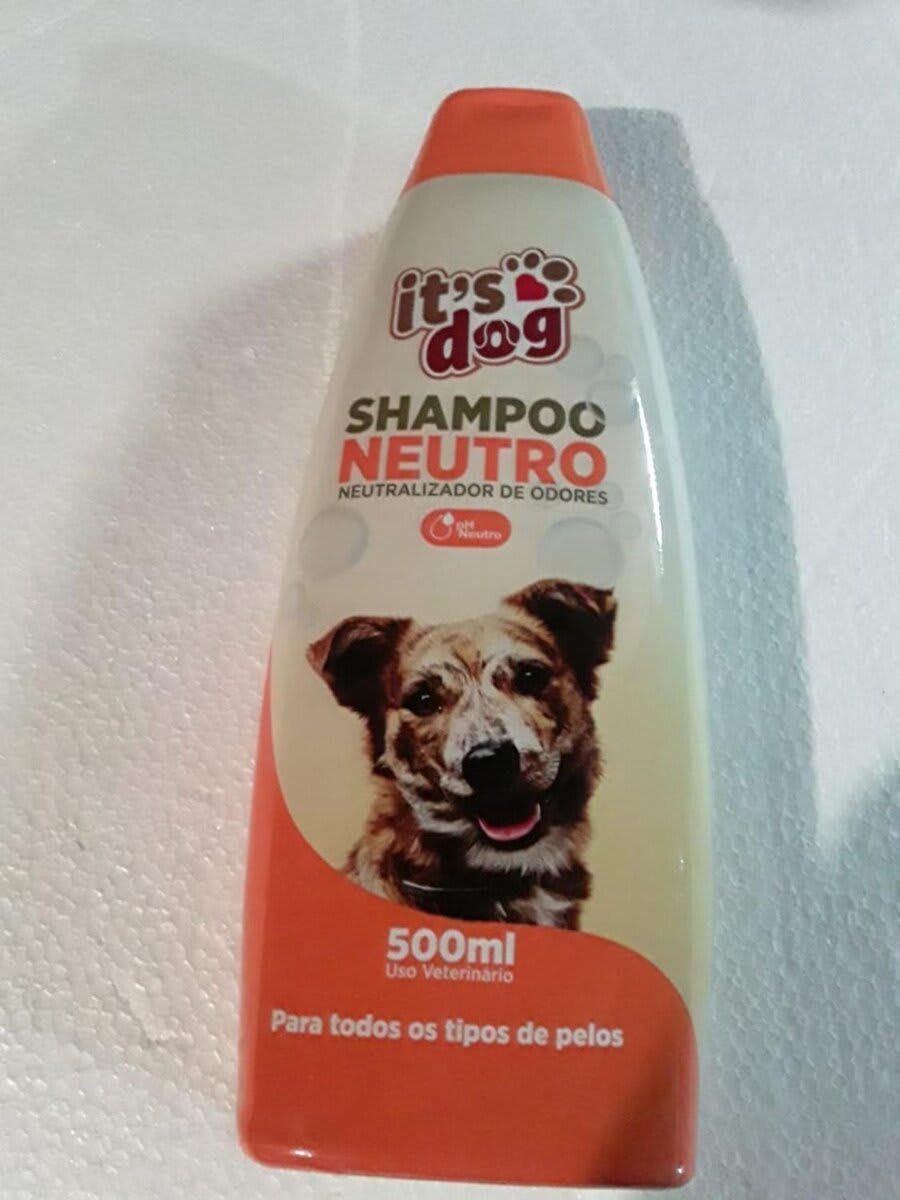 it's
dog
SHAMPOO
NEUTRO
NEUTRALIZADOR DE ODORES
pH
Neutro
500ml
Uso Veterinário
Para todos os tipos de pelos